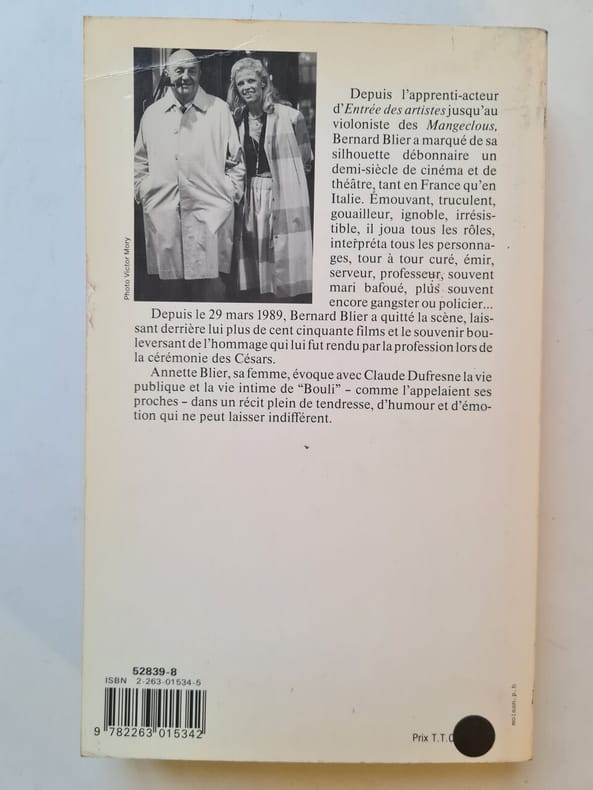 Photo Victor Mory
Depuis l'apprenti-acteur
d'Entrée des artistes jusqu'au
violoniste des Mangeclous,
Bernard Blier a marqué de sa
silhouette débonnaire un
demi-siècle de cinéma et de
théâtre, tant en France qu'en
Italie. Émouvant, truculent,
gouailleur, ignoble, irrésis-
tible, il joua tous les rôles,
interpréta tous les personna-
ges, tour à tour curé, émir,
serveur, professeur, souvent
mari bafoué, plus souvent
encore gangster ou policier...
Depuis le 29 mars 1989, Bernard Blier a quitté la scène, lais-
sant derrière lui plus de cent cinquante films et le souvenir bou-
leversant de l'hommage qui lui fut rendu par la profession lors de
la cérémonie des Césars.
Annette Blier, sa femme, évoque avec Claude Dufresne la vie
publique et la vie intime de "Bouli" – comme l'appelaient ses
proches – dans un récit plein de tendresse, d'humour et d'émo-
tion qui ne peut laisser indifférent.
52839-8
ISBN 2-263-01534-5
9 782263 015342
Prix T.T.C